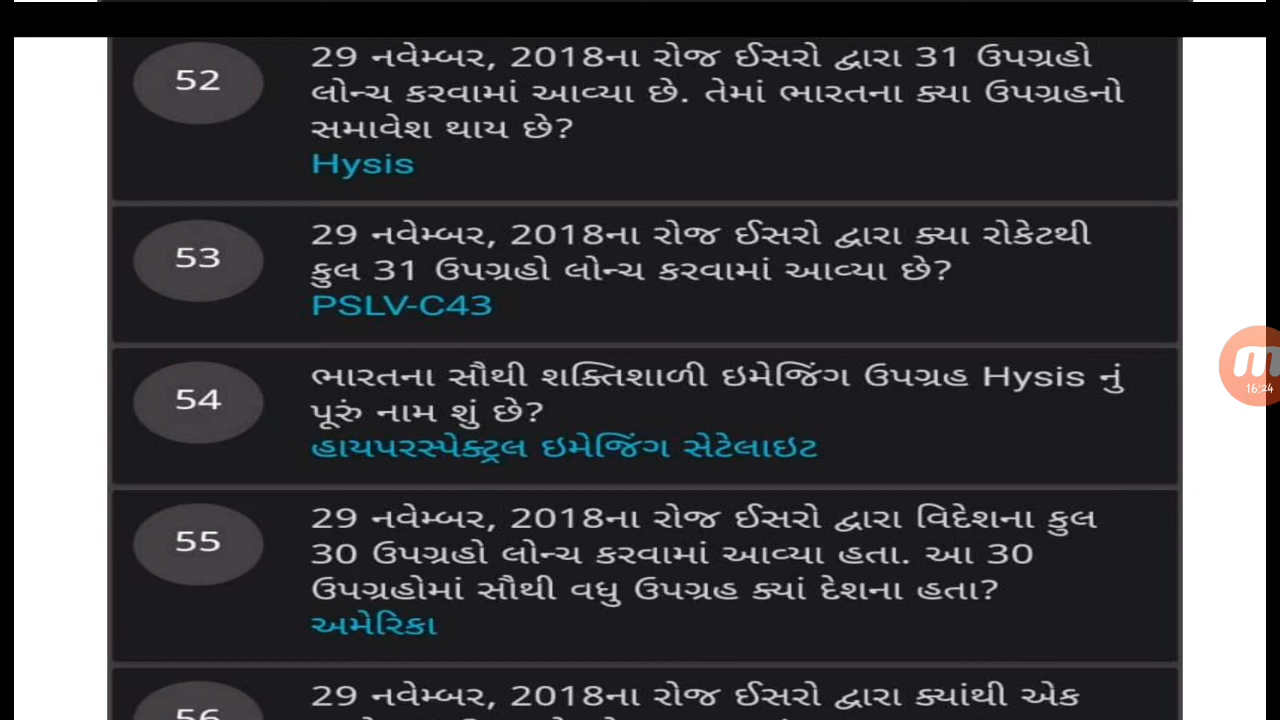 52
29 નવેમ્બર, 2018ના રોજ ઈસરો દ્વારા 31 ઉપગ્રહો
લોન્ચ કરવામાં આવ્યા છે. તેમાં ભારતના ક્યા ઉપગ્રહનો
સમાવેશ થાય છે?
Hysis
53
29 નવેમ્બર, 2018ના રોજ ઈસરો દ્વારા ક્યા રોકેટથી
કુલ 31 ઉપગ્રહો લોન્ચ કરવામાં આવ્યા છે?
PSLV-C43
54
ભારતના સૌથી શક્તિશાળી ઇમેજિંગ ઉપગ્રહ Hysis નું
પૂરું નામ શું છે?
હાયપરસ્પેક્ટ્રલ ઇમેજિંગ સેટેલાઇટ
55
29 નવેમ્બર, 2018ના રોજ ઈસરો દ્વારા વિદેશના કુલ
30 ઉપગ્રહો લોન્ચ કરવામાં આવ્યા હતા. આ 30
ઉપગ્રહોમાં સૌથી વધુ ઉપગ્રહ ક્યાં દેશના હતા?
અમેરિકા
56
29 નવેમ્બર, 2018ના રોજ ઈસરો દ્વારા ક્યાંથી એક
16:24